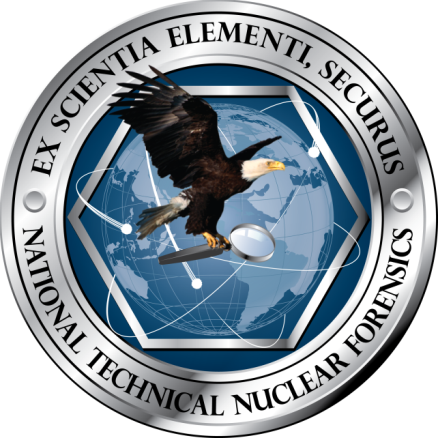 EX SCIENTIA ELEMENTI, SECURUS
NATIONAL TECHNICAL NUCLEAR FORENSICS